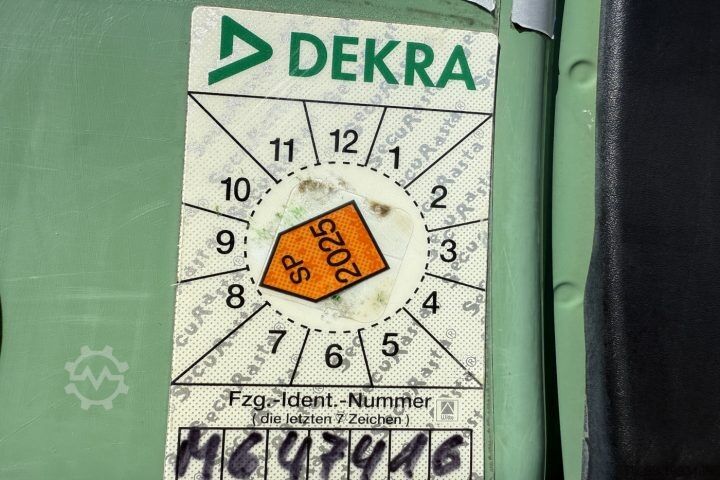 DEKRA
11 12 1
10 2
9 3
8 4
7 6 5
SP
2025
Fzg.-Ident.-Nummer
(die letzten 7 Zeichen)
M647416
SecuRasta®